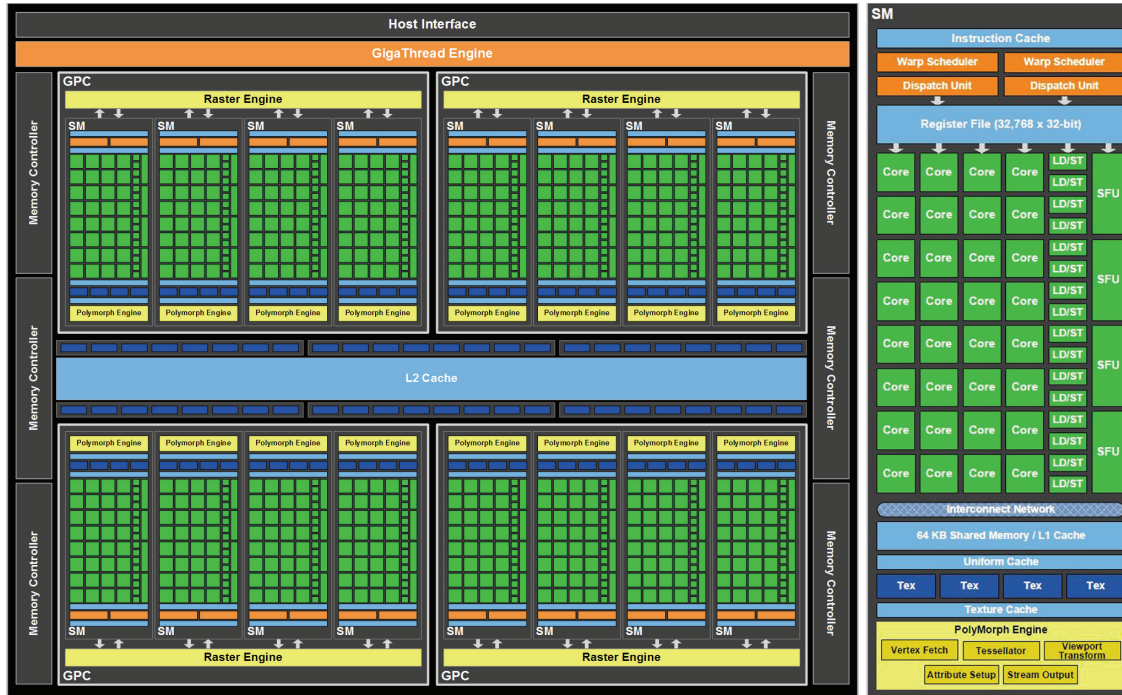 Host Interface
GigaThread Engine
Memory Controller
Memory Controller
Memory Controller
Memory Controller
Memory Controller
Memory Controller
GPC
Raster Engine
SM SM SM SM
Polymorph Engine Polymorph Engine Polymorph Engine Polymorph Engine
GPC
Raster Engine
SM SM SM SM
Polymorph Engine Polymorph Engine Polymorph Engine Polymorph Engine
L2 Cache
Polymorph Engine Polymorph Engine Polymorph Engine Polymorph Engine
SM SM SM SM
Raster Engine
GPC
Polymorph Engine Polymorph Engine Polymorph Engine Polymorph Engine
SM SM SM SM
Raster Engine
GPC
SM
Instruction Cache
Warp Scheduler Warp Scheduler
Dispatch Unit Dispatch Unit
Register File (32,768 x 32-bit)
Core Core Core Core LD/ST LD/ST
Core Core Core Core LD/ST LD/ST
SFU
Core Core Core Core LD/ST LD/ST
Core Core Core Core LD/ST LD/ST
SFU
Core Core Core Core LD/ST LD/ST
Core Core Core Core LD/ST LD/ST
SFU
Core Core Core Core LD/ST LD/ST
Core Core Core Core LD/ST LD/ST
SFU
Interconnect Network
64 KB Shared Memory / L1 Cache
Uniform Cache
Tex Tex Tex Tex
Texture Cache
PolyMorph Engine
Vertex Fetch Tessellator Viewport
Transform
Attribute Setup Stream Output